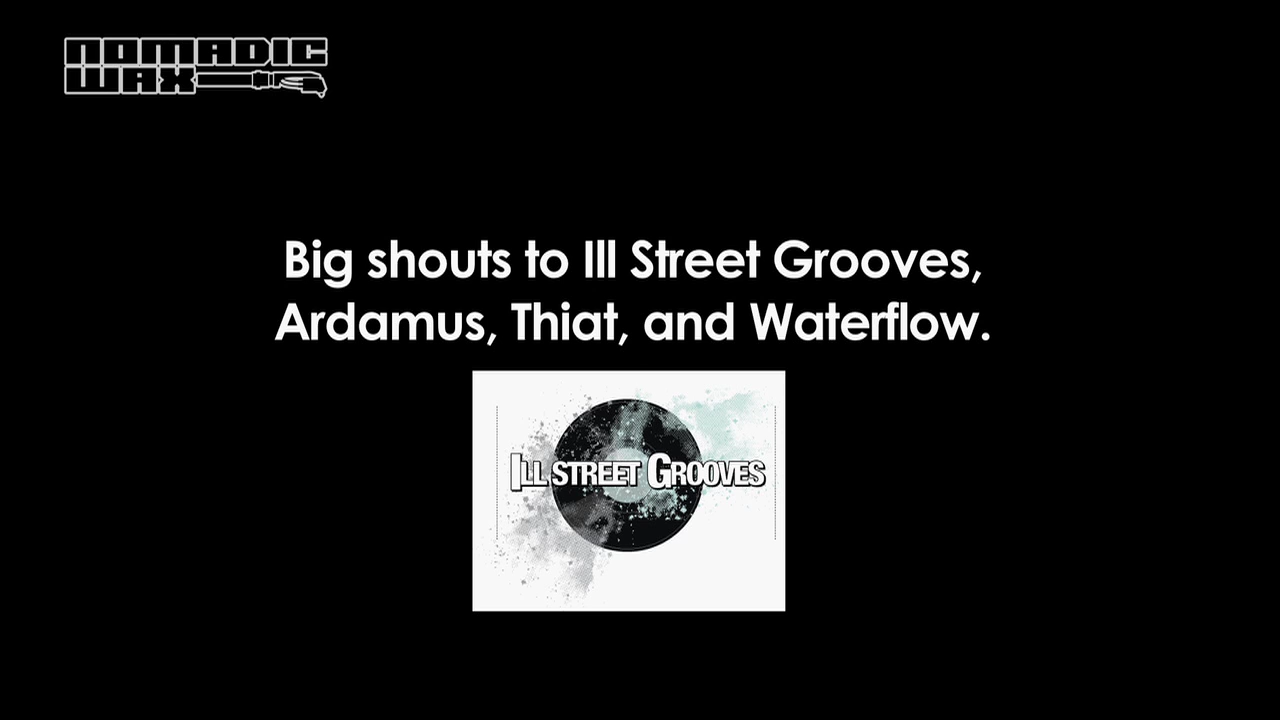 NOMADIC
WAX
Big shouts to Ill Street Grooves,
Ardamus, Thiat, and Waterflow.
ILL STREET GROOVES